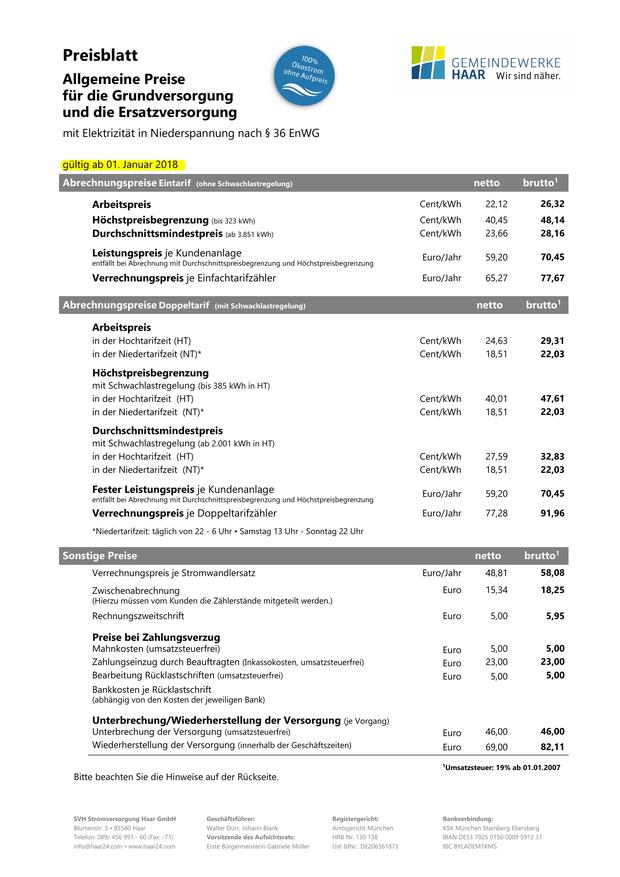 Preisblatt
Allgemeine Preise
für die Grundversorgung
und die Ersatzversorgung
mit Elektrizität in Niederspannung nach § 36 EnWG
100%
Ökostrom
ohne Aufpreis
GEMEINDEWERKE
HAAR Wir sind näher.
gültig ab 01. Januar 2018
Abrechnungspreise Eintarif (ohne Schwachlastregelung) netto brutto¹
Arbeitspreis Cent/kWh 22,12 26,32
Höchstpreisbegrenzung (bis 323 kWh) Cent/kWh 40,45 48,14
Durchschnittsmindestpreis (ab 3.851 kWh) Cent/kWh 23,66 28,16
Leistungspreis je Kundenanlage Euro/Jahr 59,20 70,45
entfällt bei Abrechnung mit Durchschnittspreisbegrenzung und Höchstpreisbegrenzung
Verrechnungspreis je Einfachtarifzähler Euro/Jahr 65,27 77,67
Abrechnungspreise Doppeltarif (mit Schwachlastregelung) netto brutto¹
Arbeitspreis
in der Hochtarifzeit (HT) Cent/kWh 24,63 29,31
in der Niedertarifzeit (NT)* Cent/kWh 18,51 22,03
Höchstpreisbegrenzung
mit Schwachlastregelung (bis 385 kWh in HT)
in der Hochtarifzeit (HT) Cent/kWh 40,01 47,61
in der Niedertarifzeit (NT)* Cent/kWh 18,51 22,03
Durchschnittsmindestpreis
mit Schwachlastregelung (ab 2.001 kWh in HT)
in der Hochtarifzeit (HT) Cent/kWh 27,59 32,83
in der Niedertarifzeit (NT)* Cent/kWh 18,51 22,03
Fester Leistungspreis je Kundenanlage Euro/Jahr 59,20 70,45
entfällt bei Abrechnung mit Durchschnittspreisbegrenzung und Höchstpreisbegrenzung
Verrechnungspreis je Doppeltarifzähler Euro/Jahr 77,28 91,96
*Niedertarifzeit: täglich von 22 - 6 Uhr • Samstag 13 Uhr - Sonntag 22 Uhr
Sonstige Preise netto brutto¹
Verrechnungspreis je Stromwandlersatz Euro/Jahr 48,81 58,08
Zwischenabrechnung Euro 15,34 18,25
(Hierzu müssen vom Kunden die Zählerstände mitgeteilt werden.)
Rechnungszweitschrift Euro 5,00 5,95
Preise bei Zahlungsverzug
Mahnkosten (umsatzsteuerfrei) Euro 5,00 5,00
Zahlungseinzug durch Beauftragten (Inkassokosten, umsatzsteuerfrei) Euro 23,00 23,00
Bearbeitung Rücklastschriften (umsatzsteuerfrei) Euro 5,00 5,00
Bankkosten je Rücklastschrift
(abhängig von den Kosten der jeweiligen Bank)
Unterbrechung/Wiederherstellung der Versorgung (je Vorgang)
Unterbrechung der Versorgung (umsatzsteuerfrei) Euro 46,00 46,00
Wiederherstellung der Versorgung (innerhalb der Geschäftszeiten) Euro 69,00 82,11
¹Umsatzsteuer: 19% ab 01.01.2007
Bitte beachten Sie die Hinweise auf der Rückseite.
SVH Stromversorgung Haar GmbH
Blumenstr. 3 • 85540 Haar
Telefon: 089/ 456 991 - 60 (Fax: -71)
info@haar24.com • www.haar24.com
Geschäftsführer:
Walter Dürr, Johann Blank
Vorsitzende des Aufsichtsrats:
Erste Bürgermeisterin Gabriele Müller
Registergericht:
Amtsgericht München
HRB Nr. 130 138
Ust-IdNr.: DE206361873
Bankverbindung:
KSK München Starnberg Ebersberg
IBAN DE53 7025 0150 0009 5912 31
BIC BYLADEM1KMS